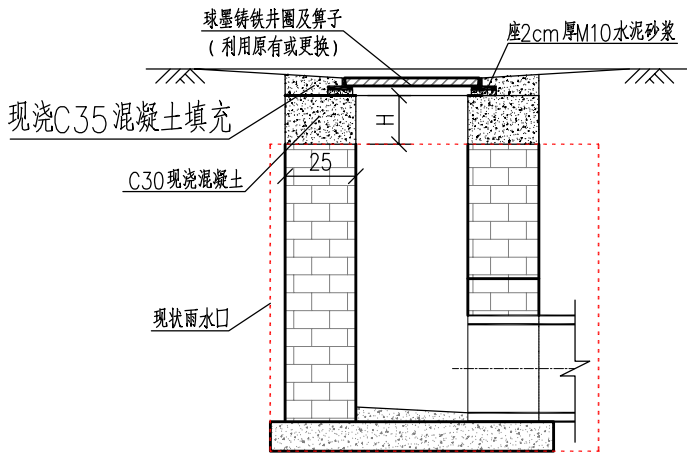 球墨铸铁井圈及箅子
(利用原有或更换)
座2cm厚M10水泥砂浆
现浇C35混凝土填充
H
25
C30现浇混凝土
现状雨水口